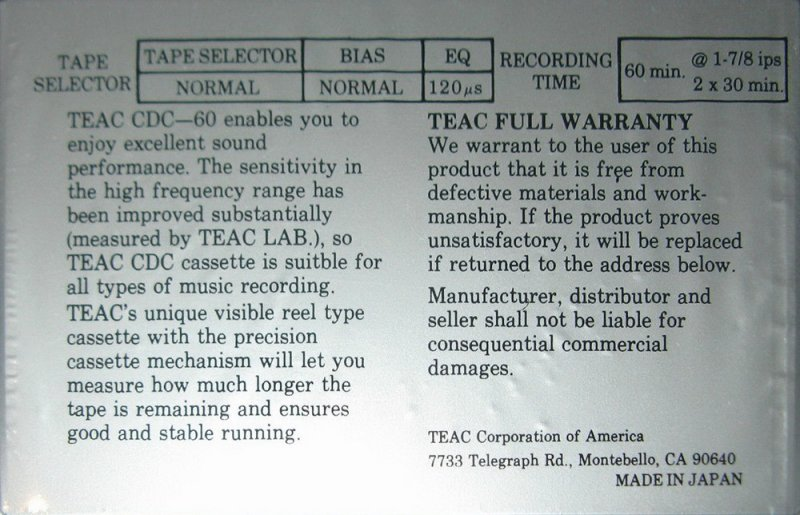 TAPE SELECTOR
TAPE SELECTOR BIAS EQ
NORMAL NORMAL 120μs
RECORDING TIME
60 min. @ 1-7/8 ips
2 x 30 min.
TEAC CDC—60 enables you to
enjoy excellent sound
performance. The sensitivity in
the high frequency range has
been improved substantially
(measured by TEAC LAB.), so
TEAC CDC cassette is suitble for
all types of music recording.
TEAC's unique visible reel type
cassette with the precision
cassette mechanism will let you
measure how much longer the
tape is remaining and ensures
good and stable running.
TEAC FULL WARRANTY
We warrant to the user of this
product that it is free from
defective materials and work-
manship. If the product proves
unsatisfactory, it will be replaced
if returned to the address below.
Manufacturer, distributor and
seller shall not be liable for
consequential commercial
damages.
TEAC Corporation of America
7733 Telegraph Rd., Montebello, CA 90640
MADE IN JAPAN